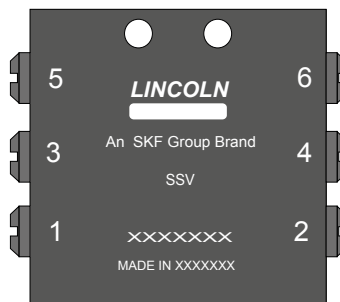 5 6
LINCOLN
3 An SKF Group Brand 4
SSV
1 XXXXXXX 2
MADE IN XXXXXXX